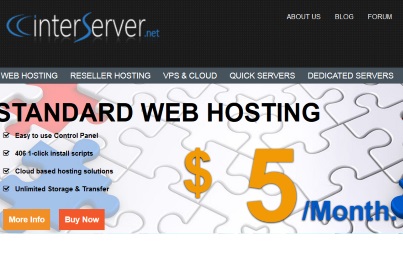 interServer.net
ABOUT US BLOG FORUM
WEB HOSTING RESELLER HOSTING VPS & CLOUD QUICK SERVERS DEDICATED SERVERS
STANDARD WEB HOSTING
Easy to use Control Panel
406 1-click install scripts
Cloud based hosting solutions
Unlimited Storage & Transfer
$5/Month.
More Info Buy Now